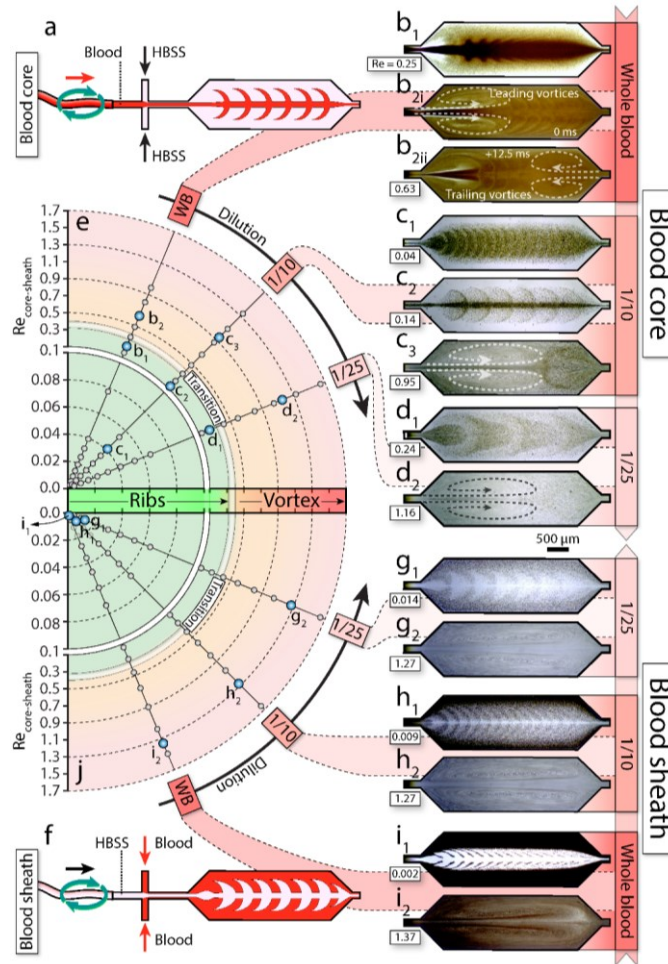 a
Blood
HBSS
HBSS
Blood core
b1
Re = 0.25
b2i
Leading vortices
0 ms
b2ii
+12.5 ms
0.63
Trailing vortices
Whole blood
c1
0.04
c2
0.14
c3
0.95
1/10
Blood core
d1
0.24
d2
1.16
1/25
500 µm
e
WB
Dilution
1/10
1/25
1.7
1.5
1.3
1.1
0.9
0.7
0.5
0.3
0.1
Re core-sheath
0.08
0.06
0.04
0.02
0.0
b2
b1
c3
c2
Transition
d2
d1
c1
Ribs
Vortex
0.0
0.02
0.04
0.06
0.08
0.1
0.3
0.5
0.7
0.9
1.1
1.3
1.5
1.7
Re core-sheath
i1
g1
h1
Transition
g2
h2
i2
1/25
1/10
WB
Dilution
j
g1
0.014
g2
1.27
1/25
h1
0.009
h2
1.27
1/10
Blood sheath
i1
0.002
i2
1.37
Whole blood
f
HBSS
Blood
Blood
Blood sheath